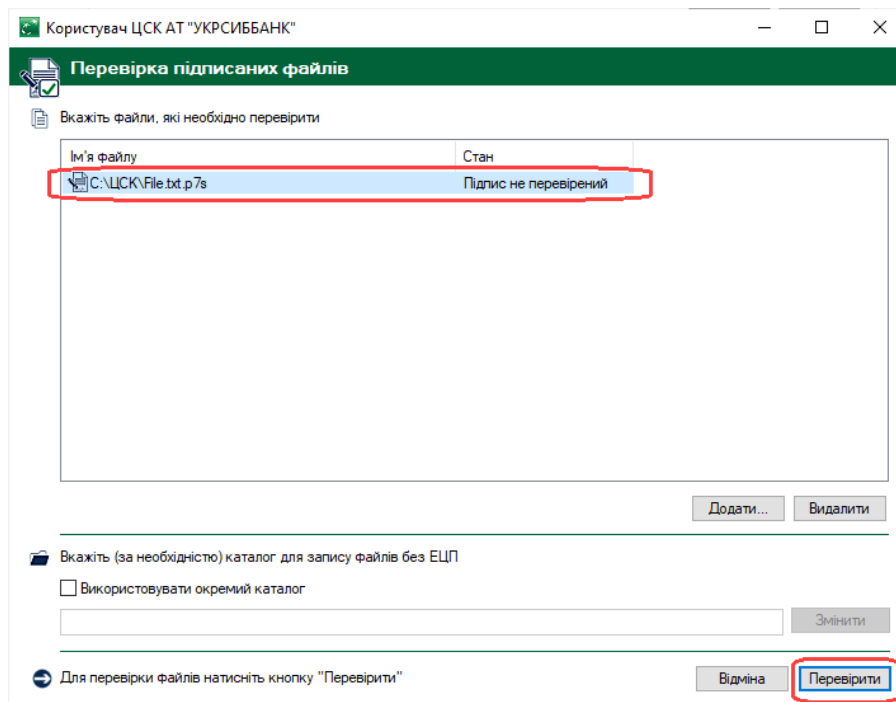 Користувач ЦСК АТ "УКРСИББАНК"
Перевірка підписаних файлів
Вкажіть файли, які необхідно перевірити
Ім'я файлу Стан
C:\ЦСК\File.txt.p7s Підпис не перевірений
Додати... Видалити
Вкажіть (за необхідністю) каталог для запису файлів без ЕЦП
Використовувати окремий каталог
Змінити
Для перевірки файлів натисніть кнопку "Перевірити" Відміна Перевірити